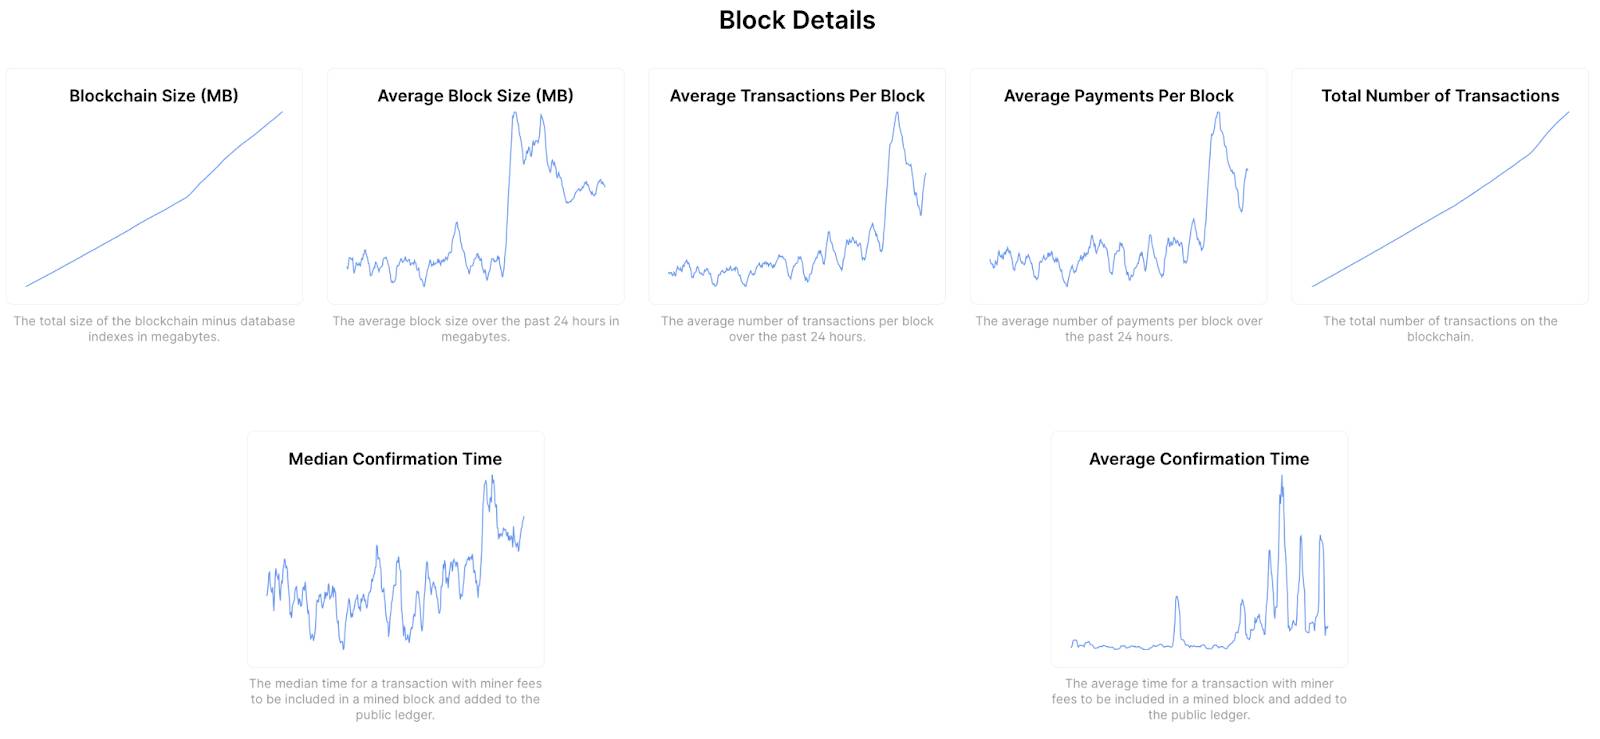 Block Details
Blockchain Size (MB)
The total size of the blockchain minus database
indexes in megabytes.
Average Block Size (MB)
The average block size over the past 24 hours in
megabytes.
Average Transactions Per Block
The average number of transactions per block
over the past 24 hours.
Average Payments Per Block
The average number of payments per block over
the past 24 hours.
Total Number of Transactions
The total number of transactions on the
blockchain.
Median Confirmation Time
The median time for a transaction with miner fees
to be included in a mined block and added to the
public ledger.
Average Confirmation Time
The average time for a transaction with miner
fees to be included in a mined block and added to
the public ledger.